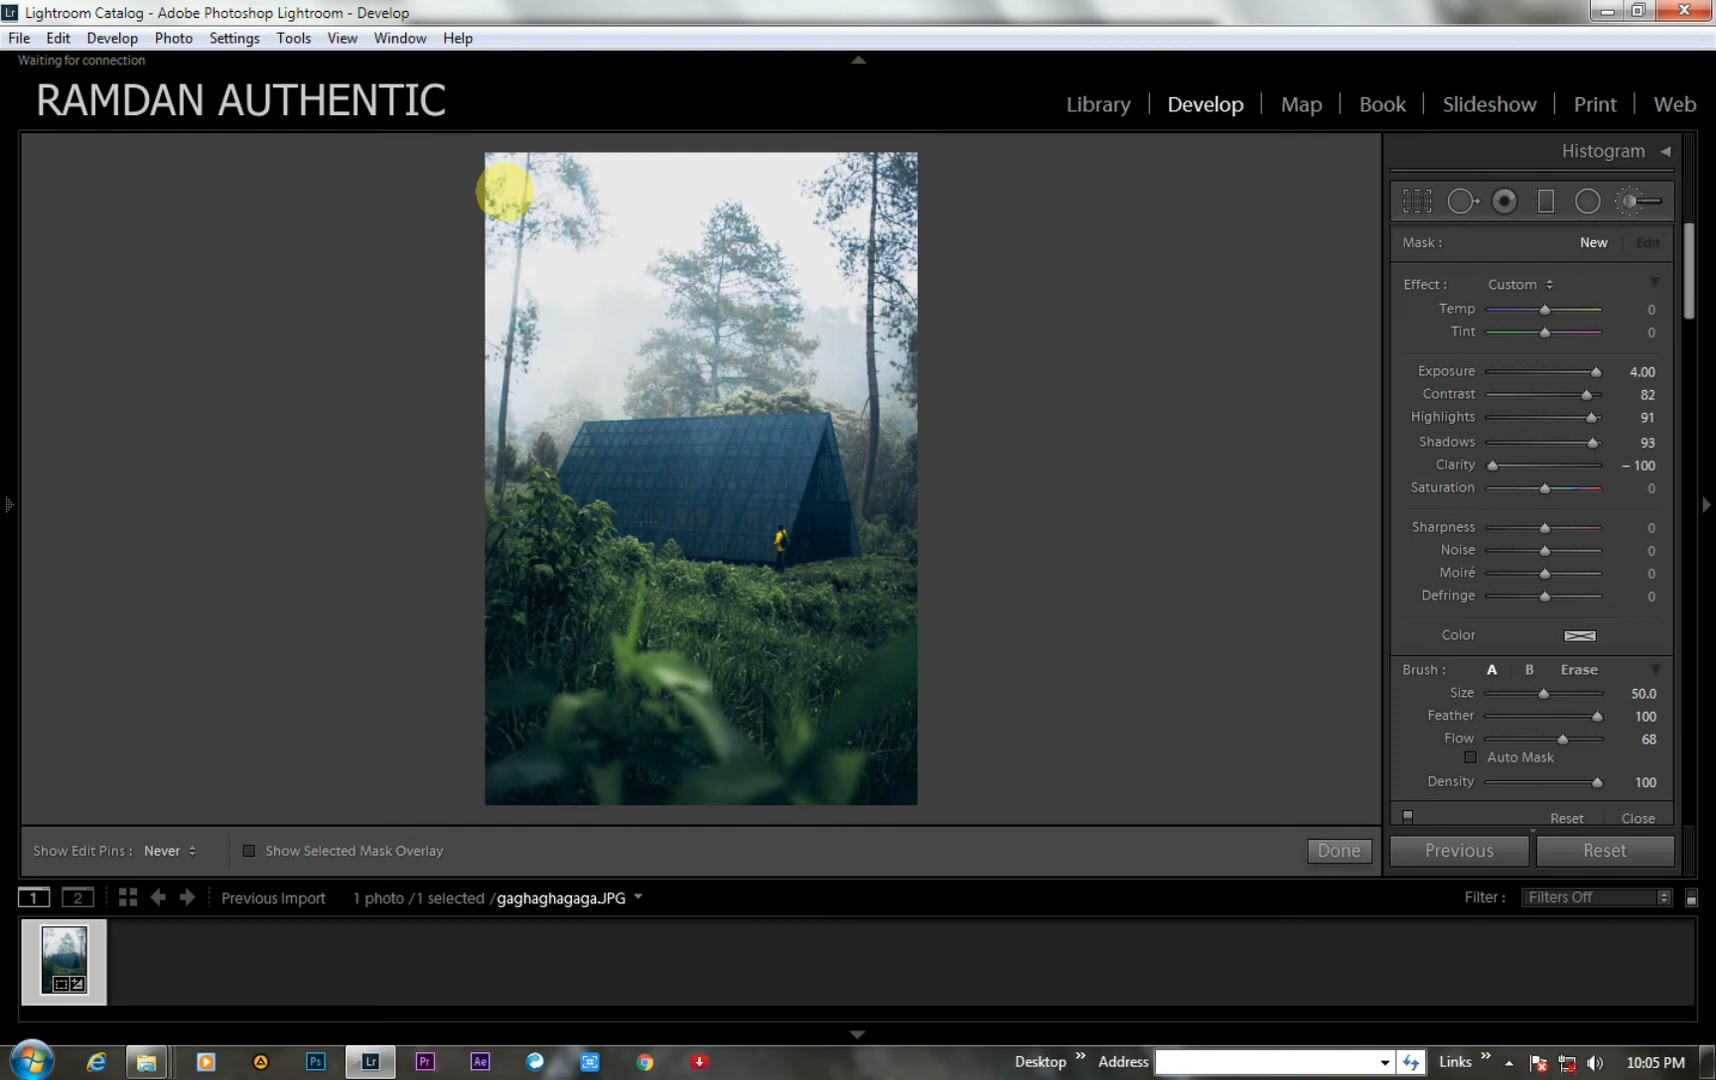 Lr Lightroom Catalog - Adobe Photoshop Lightroom - Develop
File Edit Develop Photo Settings Tools View Window Help
Waiting for connection
RAMDAN AUTHENTIC
Library Develop Map Book Slideshow Print Web
Histogram
Mask : New Edit
Effect : Custom
Temp 0
Tint 0
Exposure 4.00
Contrast 82
Highlights 91
Shadows 93
Clarity – 100
Saturation 0
Sharpness 0
Noise 0
Moiré 0
Defringe 0
Color
Brush : A B Erase
Size 50.0
Feather 100
Flow 68
Auto Mask
Density 100
Reset Close
Show Edit Pins : Never Show Selected Mask Overlay Done Previous Reset
1 2 Previous Import 1 photo /1 selected /gaghaghagaga.JPG Filter : Filters Off
Ps Lr Pr Ae Desktop » Address Links » 10:05 PM